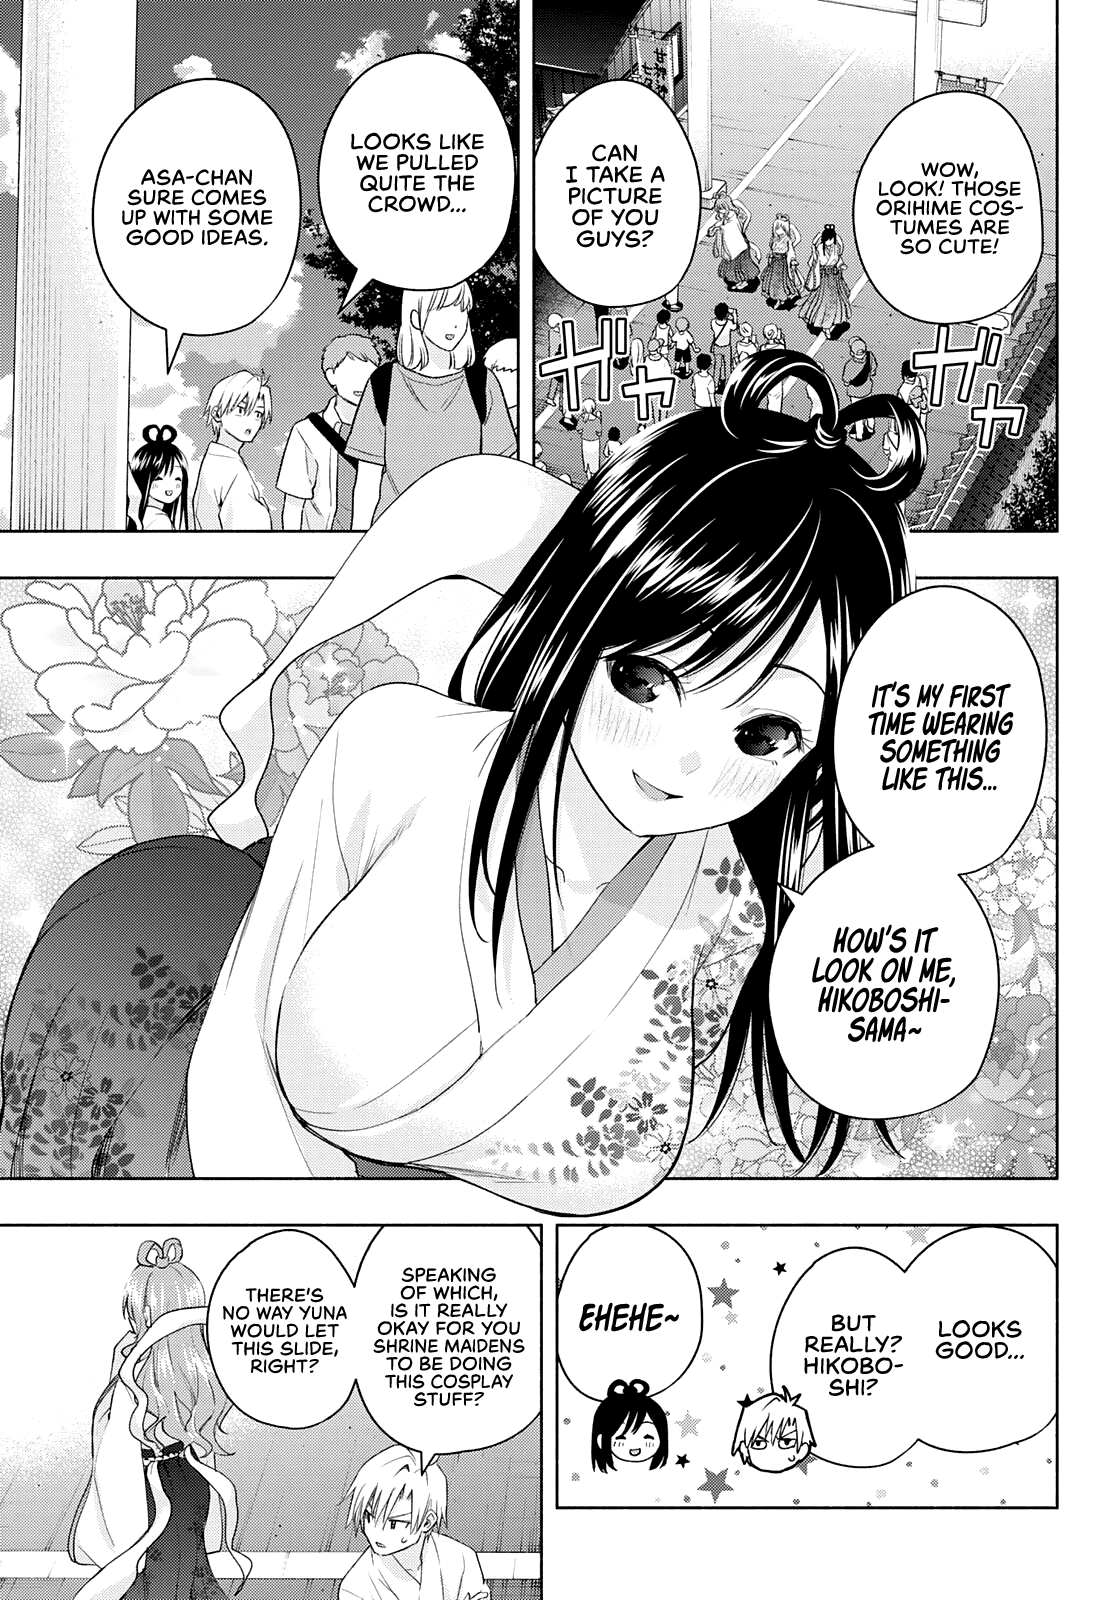 WOW,
LOOK! THOSE
ORIHIME COS-
TUMES ARE
SO CUTE!
CAN
I TAKE A
PICTURE
OF YOU
GUYS?
ガヤ
ガヤ
LOOKS LIKE
WE PULLED
QUITE THE
CROWD...
ASA-CHAN
SURE COMES
UP WITH SOME
GOOD IDEAS.
IT'S MY FIRST
TIME WEARING
SOMETHING
LIKE THIS...
HOW'S IT
LOOK ON ME,
HIKOBOSHI-
SAMA~
LOOKS
GOOD...
BUT
REALLY?
HIKOBO-
SHI?
EHEHE~
SPEAKING
OF WHICH,
IS IT REALLY
OKAY FOR YOU
SHRINE MAIDENS
TO BE DOING
THIS COSPLAY
STUFF?
THERE'S
NO WAY YUNA
WOULD LET
THIS SLIDE,
RIGHT?